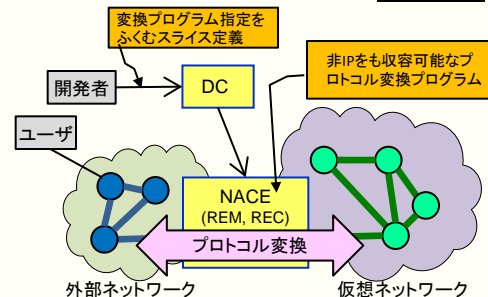 変換プログラム指定を
ふくむスライス定義
非IPをも収容可能なプ
ロトコル変換プログラム
開発者
DC
ユーザ
NACE
(REM, REC)
プロトコル変換
外部ネットワーク
仮想ネットワーク